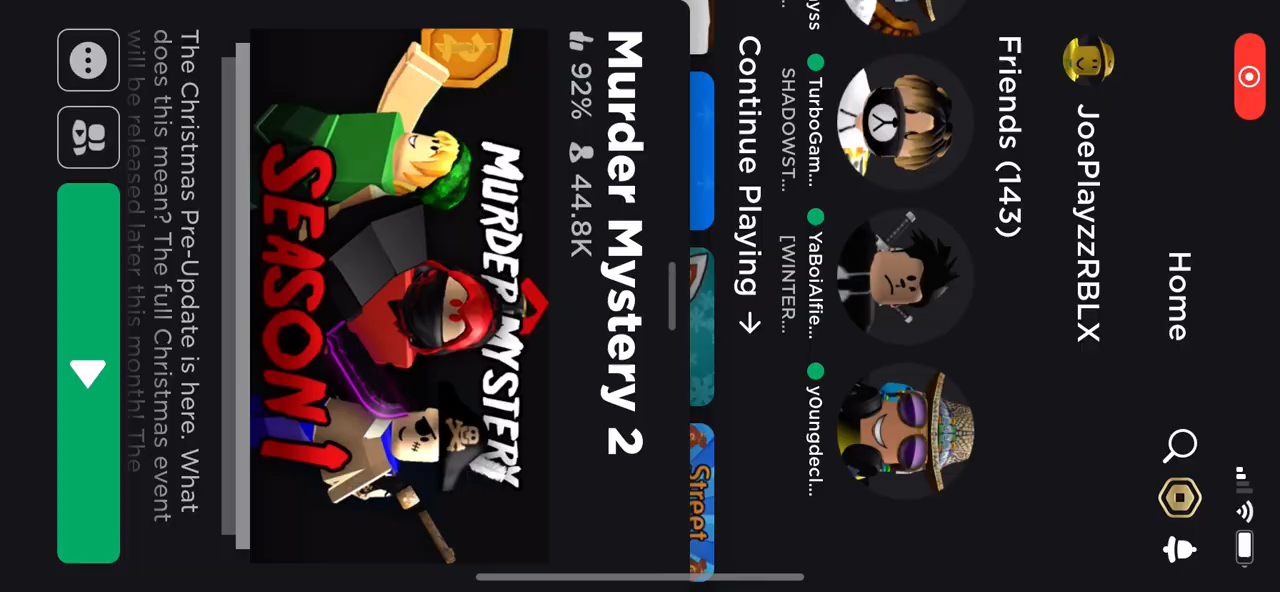 Home
JoePlayzzRBLX
Friends (143)
yss
TurboGam...
YaBoiAlfie...
y0ungdecl...
...
SHADOWST...
[WINTER...
Continue Playing →
Street
Murder Mystery 2
92% 44.8K
MURDER MYSTERY
SEASON 1
The Christmas Pre-Update is here. What
does this mean? The full Christmas event
will be released later this month! The